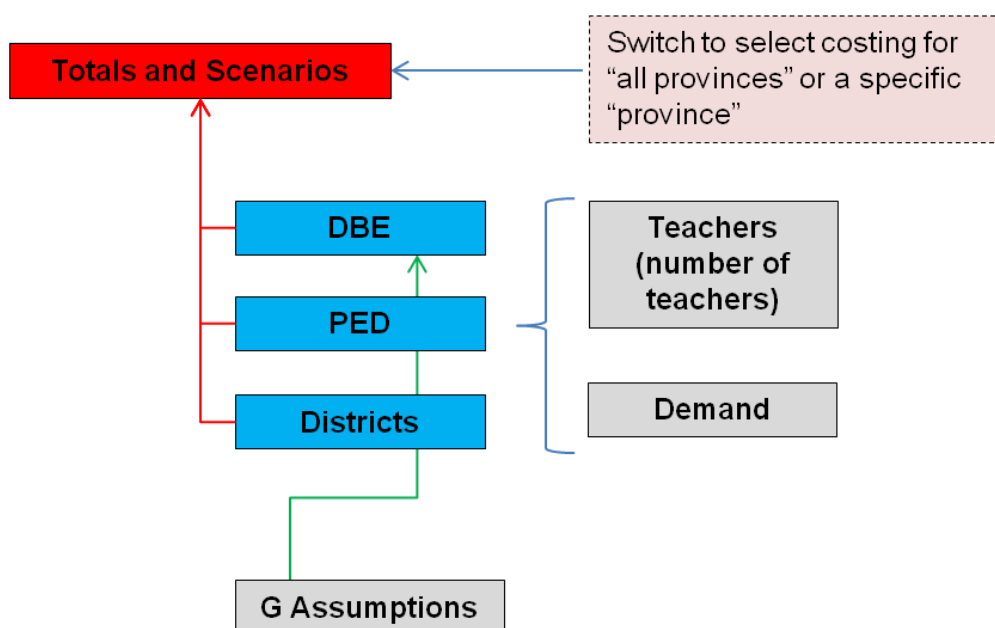 Totals and Scenarios
Switch to select costing for
“all provinces” or a specific
“province”
DBE
PED
Districts
Teachers
(number of
teachers)
Demand
G Assumptions